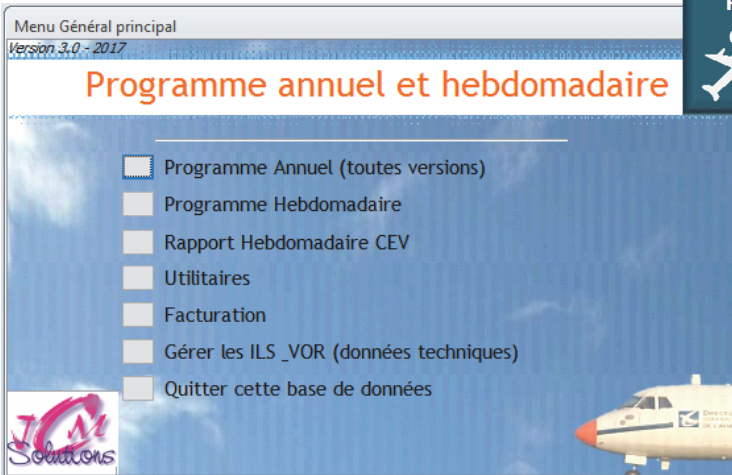 Menu Général principal
Version 3.0 - 2017
Programme annuel et hebdomadaire
Programme Annuel (toutes versions)
Programme Hebdomadaire
Rapport Hebdomadaire CEV
Utilitaires
Facturation
Gérer les ILS _VOR (données techniques)
Quitter cette base de données
Solutions